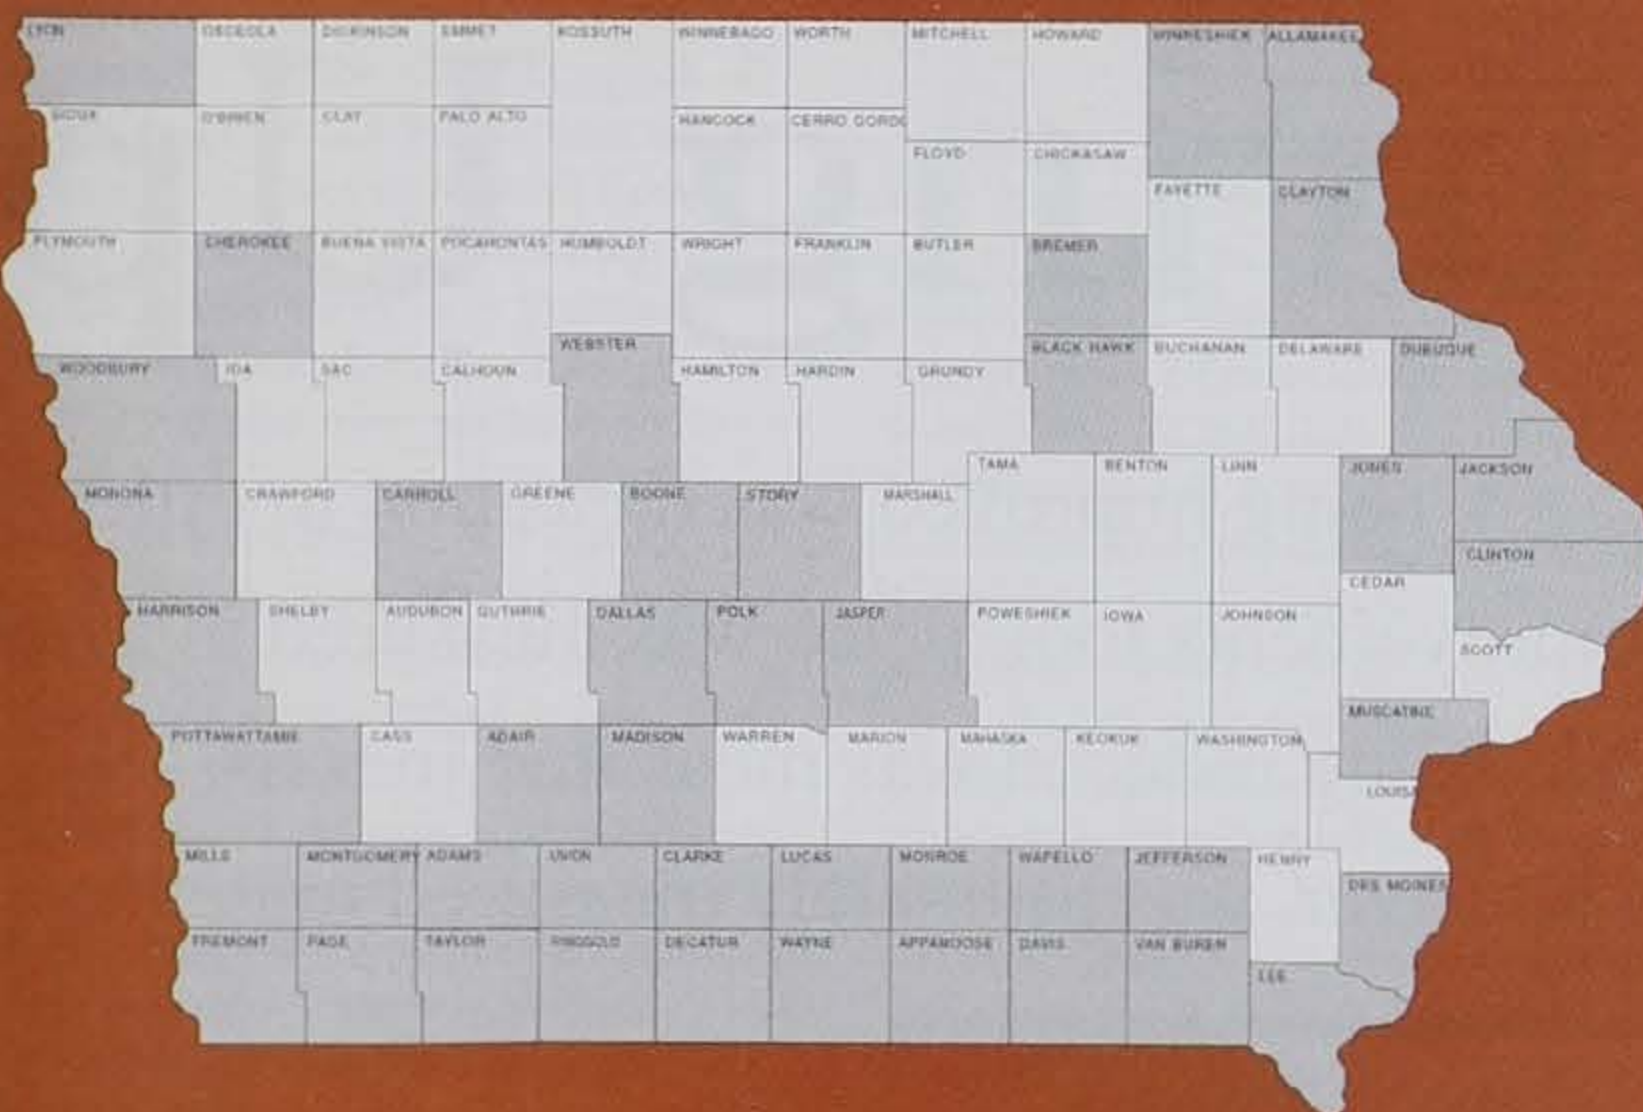 LYON OSCEOLA DICKINSON EMMET KOSSUTH WINNEBAGO WORTH MITCHELL HOWARD WINNESHIEK ALLAMAKEE
SIOUX O'BRIEN CLAY PALO ALTO HANCOCK CERRO GORDO
FLOYD CHICKASAW
FAYETTE CLAYTON
PLYMOUTH CHEROKEE BUENA VISTA POCAHONTAS HUMBOLDT WRIGHT FRANKLIN BUTLER BREMER
WEBSTER BLACK HAWK BUCHANAN DELAWARE DUBUQUE
WOODBURY IDA SAC CALHOUN HAMILTON HARDIN GRUNDY
TAMA BENTON LINN JONES JACKSON
MONONA CRAWFORD CARROLL GREENE BOONE STORY MARSHALL
CLINTON
CEDAR
HARRISON SHELBY AUDUBON GUTHRIE DALLAS POLK JASPER POWESHIEK IOWA JOHNSON
SCOTT
MUSCATINE
POTTAWATTAMIE CASS ADAIR MADISON WARREN MARION MAHASKA KEOKUK WASHINGTON
LOUISA
MILLS MONTGOMERY ADAMS UNION CLARKE LUCAS MONROE WAPELLO JEFFERSON HENRY
DES MOINES
FREMONT PAGE TAYLOR RINGGOLD DECATUR WAYNE APPANOOSE DAVIS VAN BUREN
LEE